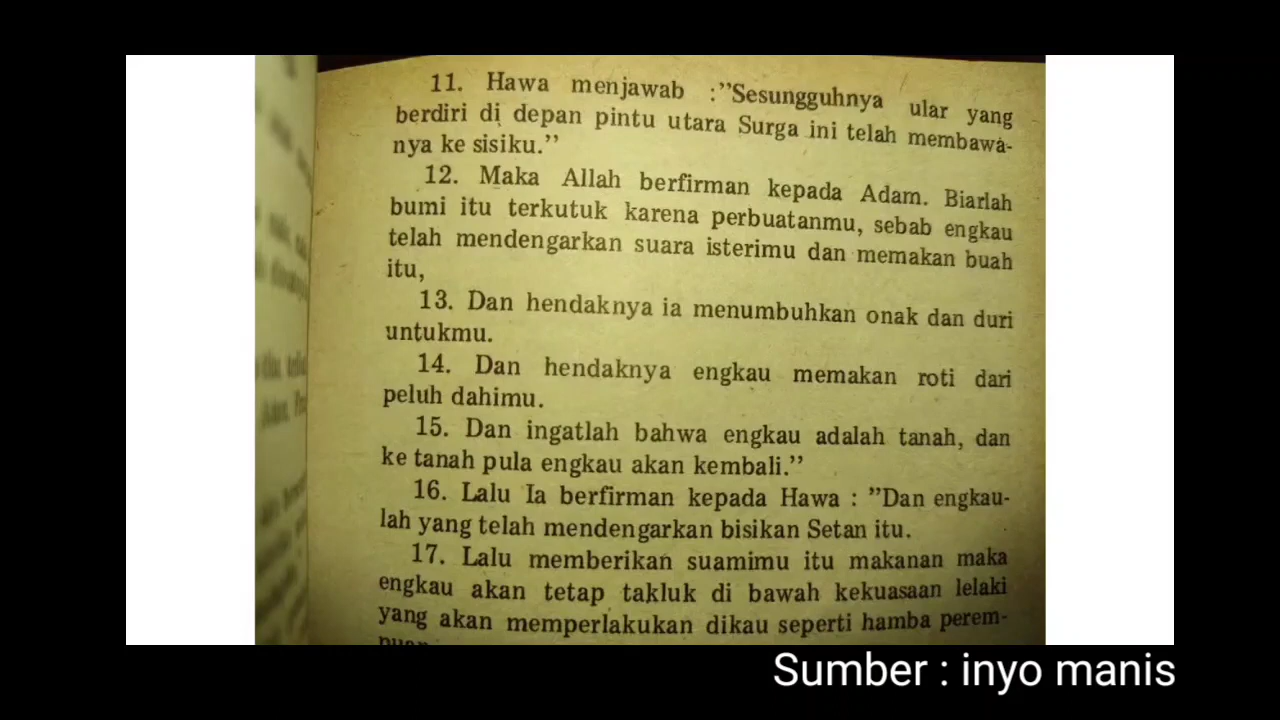 11. Hawa menjawab :"Sesungguhnya ular yang
berdiri di depan pintu utara Surga ini telah membawa-
nya ke sisiku."
12. Maka Allah berfirman kepada Adam. Biarlah
bumi itu terkutuk karena perbuatanmu, sebab engkau
telah mendengarkan suara isterimu dan memakan buah
itu,
13. Dan hendaknya ia menumbuhkan onak dan duri
untukmu.
14. Dan hendaknya engkau memakan roti dari
peluh dahimu.
15. Dan ingatlah bahwa engkau adalah tanah, dan
ke tanah pula engkau akan kembali."
16. Lalu Ia berfirman kepada Hawa : "Dan engkau-
lah yang telah mendengarkan bisikan Setan itu.
17. Lalu memberikan suamimu itu makanan maka
engkau akan tetap takluk di bawah kekuasaan lelaki
yang akan memperlakukan dikau seperti hamba perem-
Sumber : inyo manis